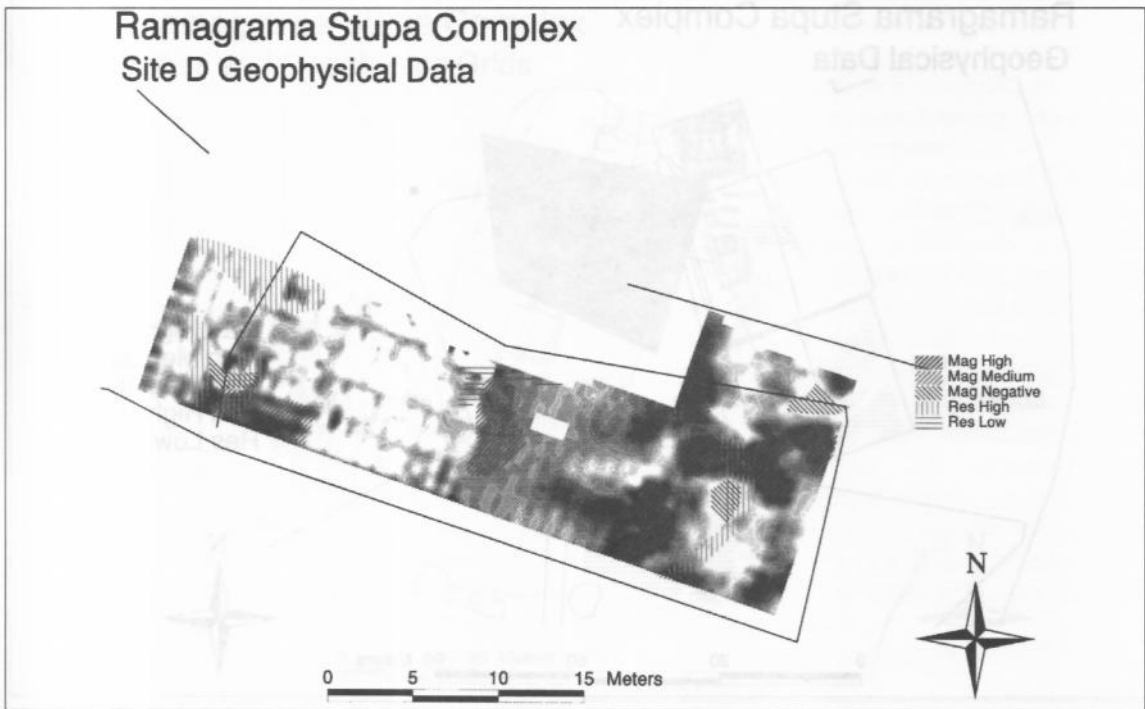 Ramagrama Stupa Complex
Site D Geophysical Data
Mag High
Mag Medium
Mag Negative
Res High
Res Low
N
0 5 10 15 Meters